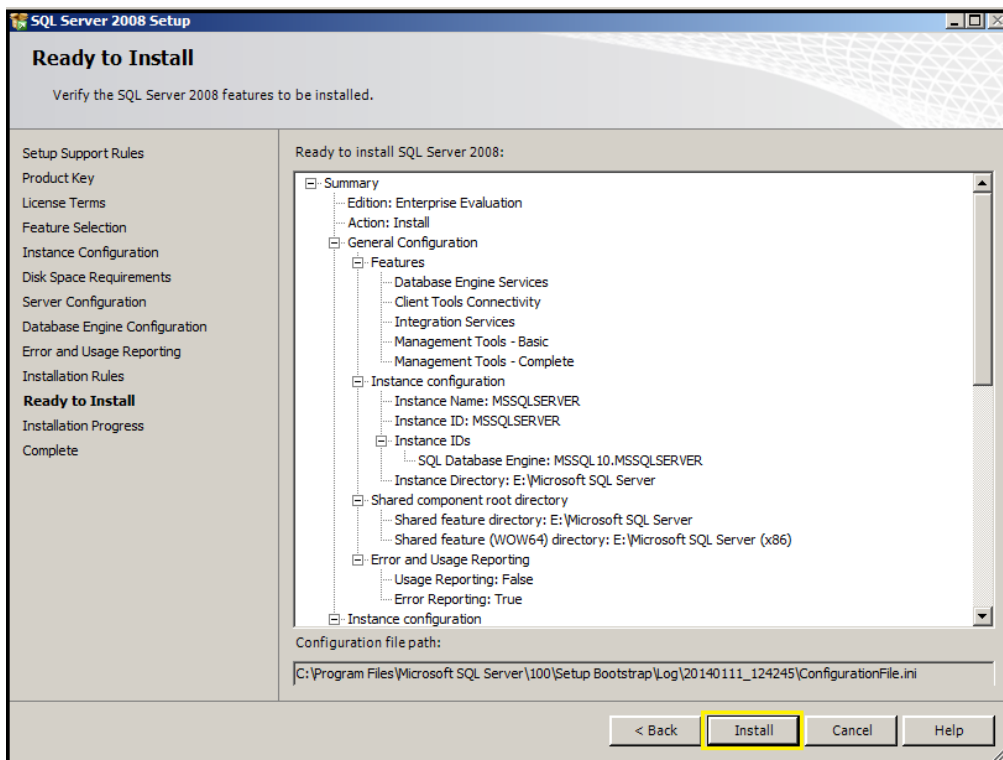 SQL Server 2008 Setup
Ready to Install
Verify the SQL Server 2008 features to be installed.
Setup Support Rules
Product Key
License Terms
Feature Selection
Instance Configuration
Disk Space Requirements
Server Configuration
Database Engine Configuration
Error and Usage Reporting
Installation Rules
Ready to Install
Installation Progress
Complete
Ready to install SQL Server 2008:
Summary
Edition: Enterprise Evaluation
Action: Install
General Configuration
Features
Database Engine Services
Client Tools Connectivity
Integration Services
Management Tools - Basic
Management Tools - Complete
Instance configuration
Instance Name: MSSQLSERVER
Instance ID: MSSQLSERVER
Instance IDs
SQL Database Engine: MSSQL10.MSSQLSERVER
Instance Directory: E:\Microsoft SQL Server
Shared component root directory
Shared feature directory: E:\Microsoft SQL Server
Shared feature (WOW64) directory: E:\Microsoft SQL Server (x86)
Error and Usage Reporting
Usage Reporting: False
Error Reporting: True
Instance configuration
Configuration file path:
C:\Program Files\Microsoft SQL Server\100\Setup Bootstrap\Log\20140111_124245\ConfigurationFile.ini
< Back
Install
Cancel
Help